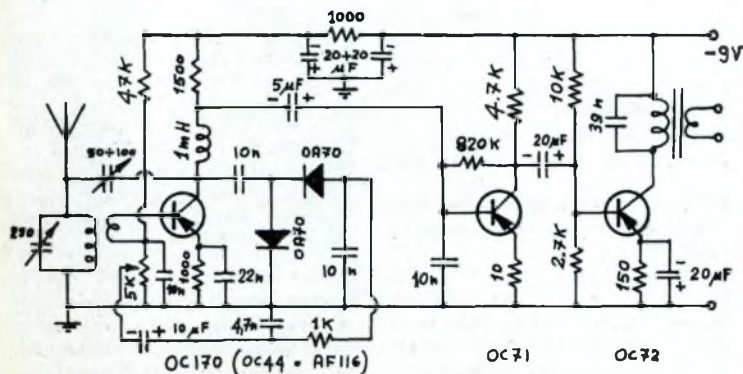 1000
-9V
47K
1500
20+20
µF
5µF
4.7K
10K
39n
1mH
820K
20µF
50÷100
10n
OA70
250
OA70
10n
10n
5K
10n
1000
22n
10
2.7K
150
20µF
10µF
4,7n
1K
OC170 (OC44 - AF116)
OC71
OC72